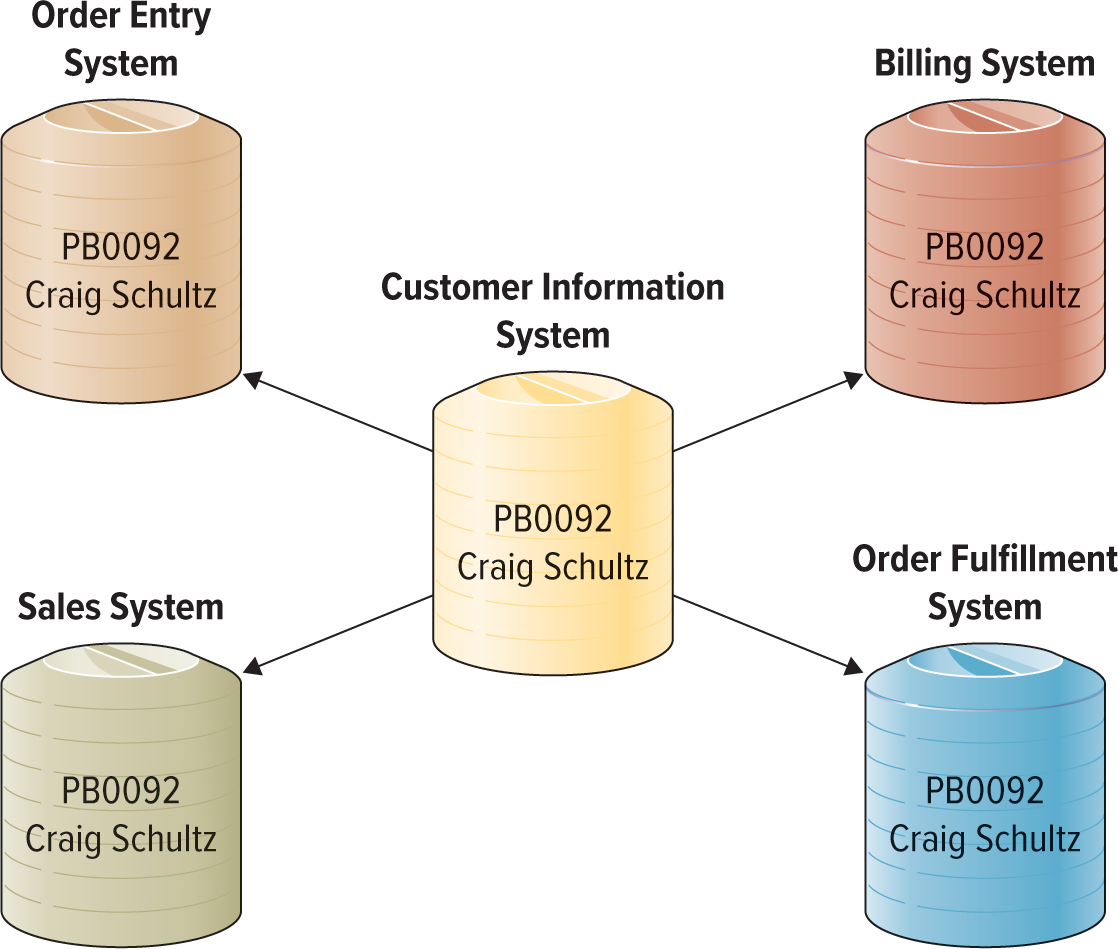 Order Entry
System
PB0092
Craig Schultz
Billing System
PB0092
Craig Schultz
Customer Information
System
PB0092
Craig Schultz
Sales System
PB0092
Craig Schultz
Order Fulfillment
System
PB0092
Craig Schultz